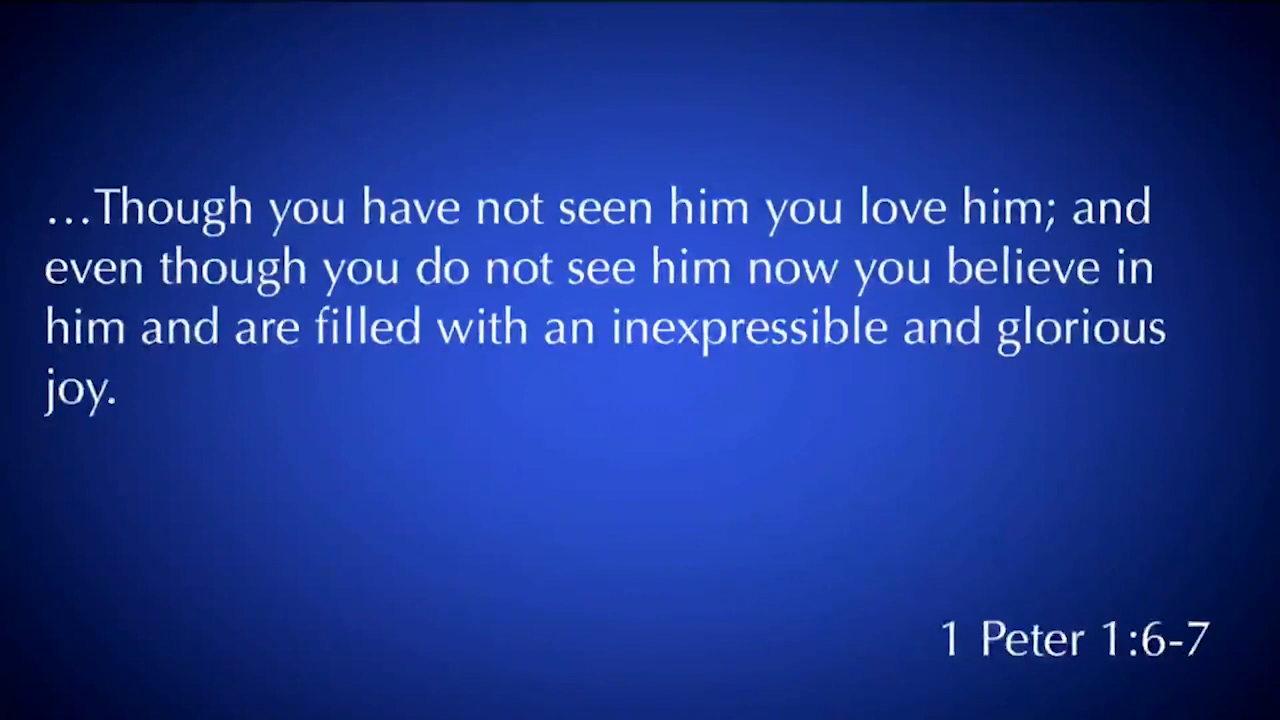 ...Though you have not seen him you love him; and
even though you do not see him now you believe in
him and are filled with an inexpressible and glorious
joy.
1 Peter 1:6-7